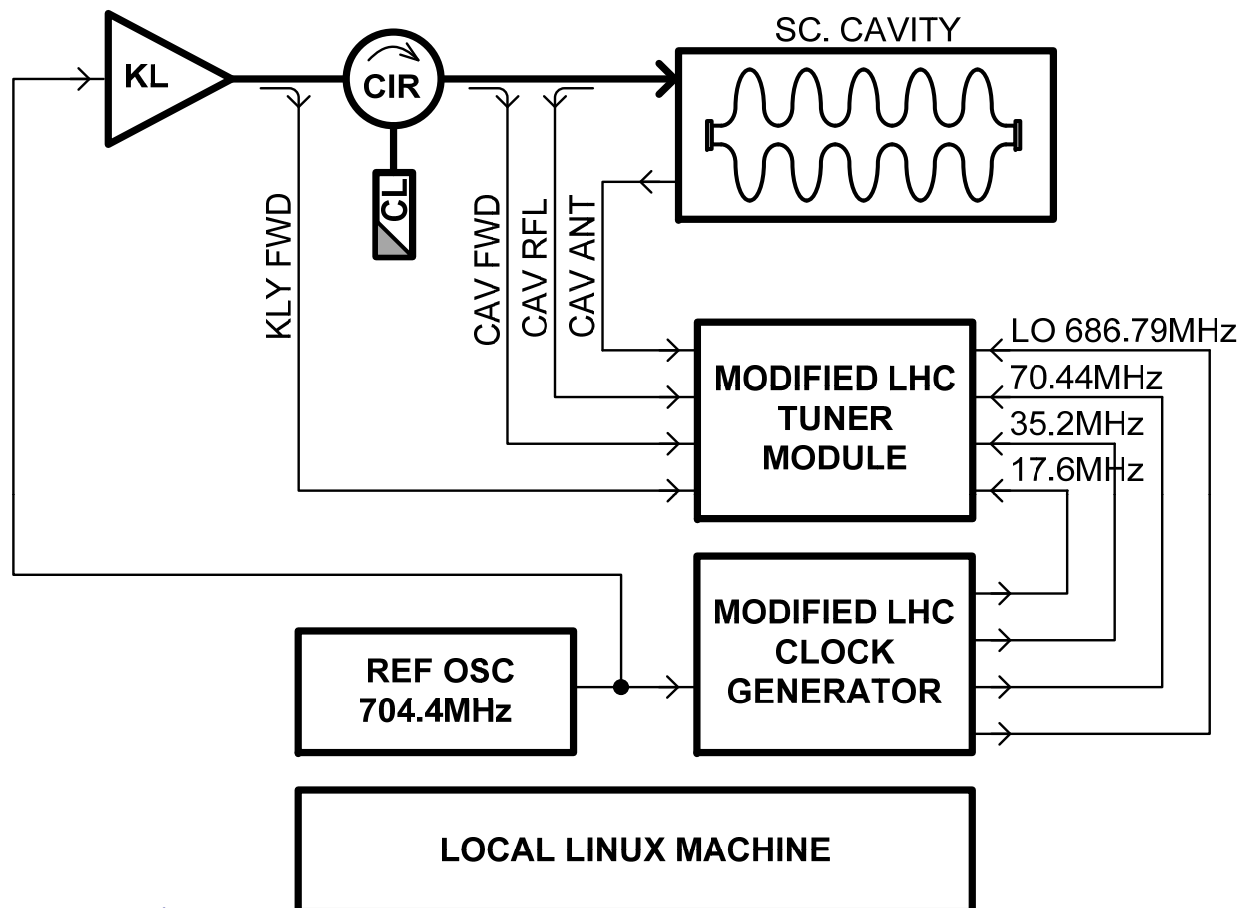 SC. CAVITY
KL
CIR
CL
KLY FWD
CAV FWD
CAV RFL
CAV ANT
LO 686.79MHz
70.44MHz
35.2MHz
17.6MHz
MODIFIED LHC
TUNER
MODULE
MODIFIED LHC
CLOCK
GENERATOR
REF OSC
704.4MHz
LOCAL LINUX MACHINE